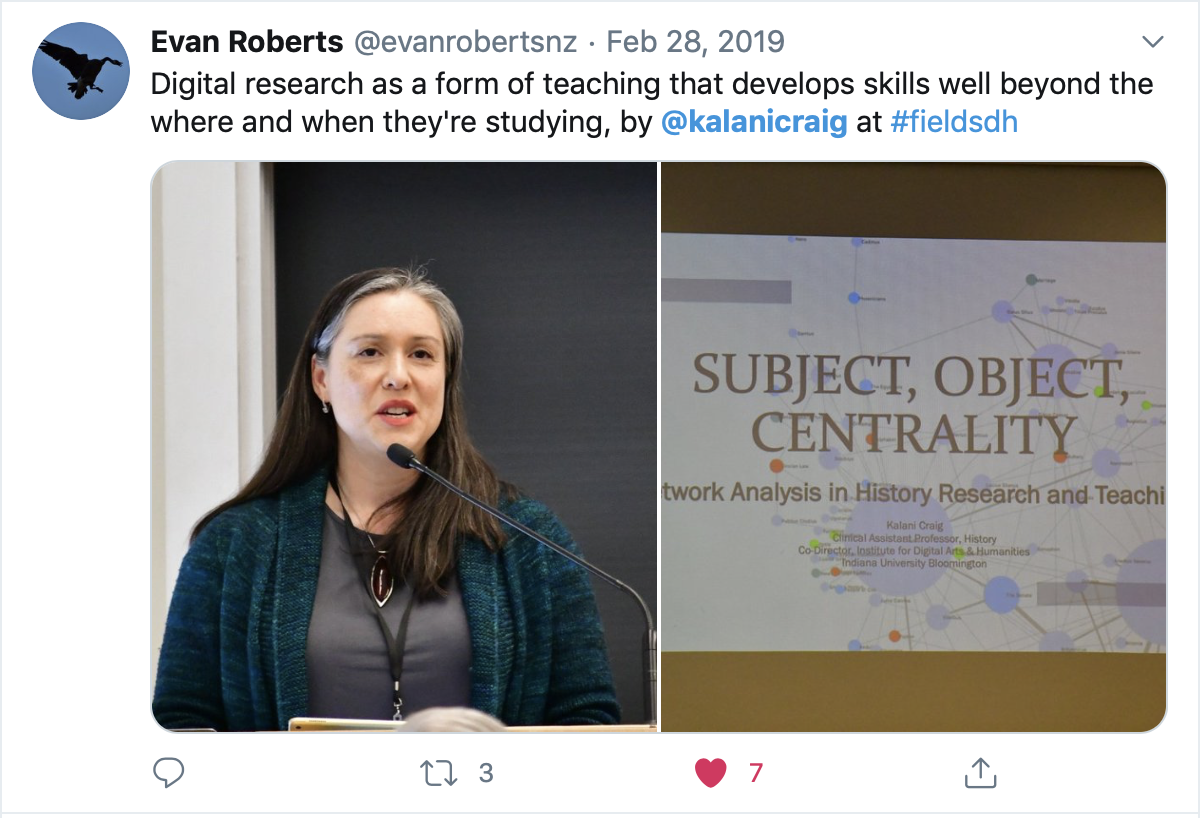 Evan Roberts @evanrobertsnz · Feb 28, 2019
Digital research as a form of teaching that develops skills well beyond the
where and when they're studying, by @kalanicraig at #fieldsdh
SUBJECT, OBJECT,
CENTRALITY
twork Analysis in History Research and Teachi
Kalani Craig
Clinical Assistant Professor, History
Co-Director, Institute for Digital Arts & Humanities
Indiana University Bloomington
3
7